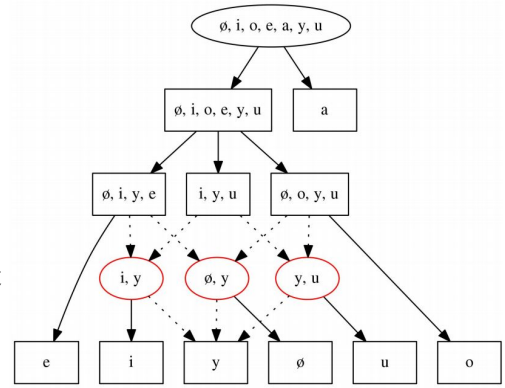 ø, i, o, e, a, y, u
ø, i, o, e, y, u
a
ø, i, y, e
i, y, u
ø, o, y, u
i, y
ø, y
y, u
e
i
y
ø
u
o